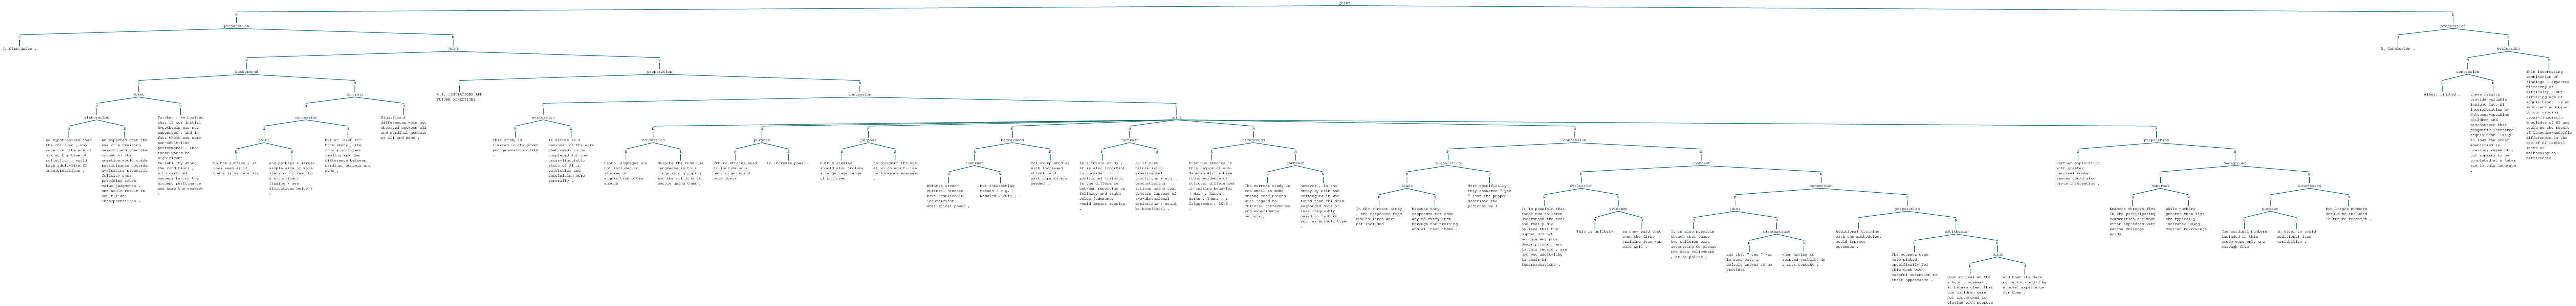 joint
N
N
preparation
preparation
S
N
S
N
4. Discussion .
joint
5. Conclusion .
evaluation
N
N
N
S
background
preparation
concession
This interesting
combination of
findings - expected
hierarchy of
difficulty , but
differing age of
acquisition - is an
important addition
to our growing
cross-linguistic
knowledge of SI and
could be the result
of language-specific
differences in the
use of SI lexical
items or
methodological
differences .
S
N
S
N
S
N
joint
contrast
4.1. LIMITATIONS AND
FUTURE DIRECTIONS .
concession
Albeit limited ,
these results
provide valuable
insight into SI
interpretation by
Chitonga-speaking
children and
demonstrate that
pragmatic inference
acquisition likely
follows the order
identified in
previous research ,
but appears to be
completed at a later
age in this language
.
N
N
N
N
S
N
elaboration
Further , we posited
that if our initial
hypothesis was not
supported , and in
fact there was some
non-adult-like
performance , that
there would be
significant
variability among
the conditions ,
with cardinal
numbers having the
highest performance
and some the weakest
.
concession
Significant
differences were not
observed between all
and cardinal numbers
or all and some .
evaluation
joint
N
S
S
N
N
S
We hypothesized that
the children , who
were over the age of
six at the time of
collection , would
have adult-like SI
interpretations .
We expected that the
use of a training
session and then the
format of the
question would guide
participants towards
evaluating pragmatic
felicity over
providing truth
value judgments ,
and would result in
adult-like
interpretations .
joint
but at issue for
this study , the
only significant
finding was the
difference between
cardinal numbers and
some .
This study is
limited in its power
and generalizability
.
It serves as a
reminder of the work
that needs to be
completed for the
cross-linguistic
study of SI in
particular and
acquisition more
generally .
N
N
On the surface , it
does seem as if
there is variability
and perhaps a larger
sample size or more
items could lead to
a significant
finding ( see
limitations below )
,
concession
purpose
purpose
background
contrast
background
concession
preparation
Bantu languages are
not included in
studies of
acquisition often
enough
despite the numerous
languages in this
linguistic grouping
and the millions of
people using them .
Future studies need
to include more
participants and
more items
to increase power .
Future studies
should also include
a larger age range
of children
to document the age
at which adult-like
performance emerges
.
contrast
Follow-up studies
with increased
stimuli and
participants are
needed .
Related cross-
cultural studies
have resulted in
insufficient
statistical power ,
but interesting
trends ( e.g. ,
In a future study ,
it is also important
to consider if
additional training
in the difference
between reporting on
felicity and truth
value judgments
would impact results
,
or if more
naturalistic
experimental
conditions ( e.g. ,
demonstrating
actions using real
objects instead of
two-dimensional
depictions ) would
be beneficial .
Previous studies in
this region of sub-
Saharan Africa have
found evidence of
cultural differences
in testing behavior
contrast
The current study is
too small to make
strong conclusions
with regard to
cultural differences
and experimental
methods ;
however , in the
study by Hein and
colleagues it was
found that children
responded more or
less frequently
based on factors
such as stimuli type
.
elaboration
contrast
cause
More specifically ,
they answered " yes
" that the puppet
described the
pictures well .
In the current study
, the responses from
ten children were
not included
because they
responded the same
way to every item
through the training
and all test items .
evaluation
concession
It is possible that
these ten children
understood the task
and really did
believe that the
puppet did not
produce any poor
descriptions , and
in this regard , are
not yet adult-like
in their SI
interpretations .
evidence
This is unlikely
as they said that
even the first
training item was
said well .
joint
preparation
It is also possible
though that these
ten children were
attempting to please
the data collector
, or be polite ,
circumstance
and that " yes " was
in some ways a
default answer to be
provided
when having to
respond verbally in
a test context .
Additional training
with the methodology
could improve
outcomes .
antithesis
The puppets used
were picked
specifically for
this task with
careful attention to
their appearance .
joint
Upon arrival at the
school , however ,
it became clear that
the children were
not accustomed to
playing with puppets
and that the data
collection would be
a novel experience
for them .
Further exploration
with greater
cardinal number
ranges could also
prove interesting .
background
contrast
concession
Numbers through five
in the participating
communities are most
often expressed with
native Chitonga
words
while numbers
greater than five
are typically
indicated using
English borrowings .
purpose
but larger numbers
should be included
in future research .
The cardinal numbers
included in this
study were only one
through five
in order to avoid
additional item
variability ,